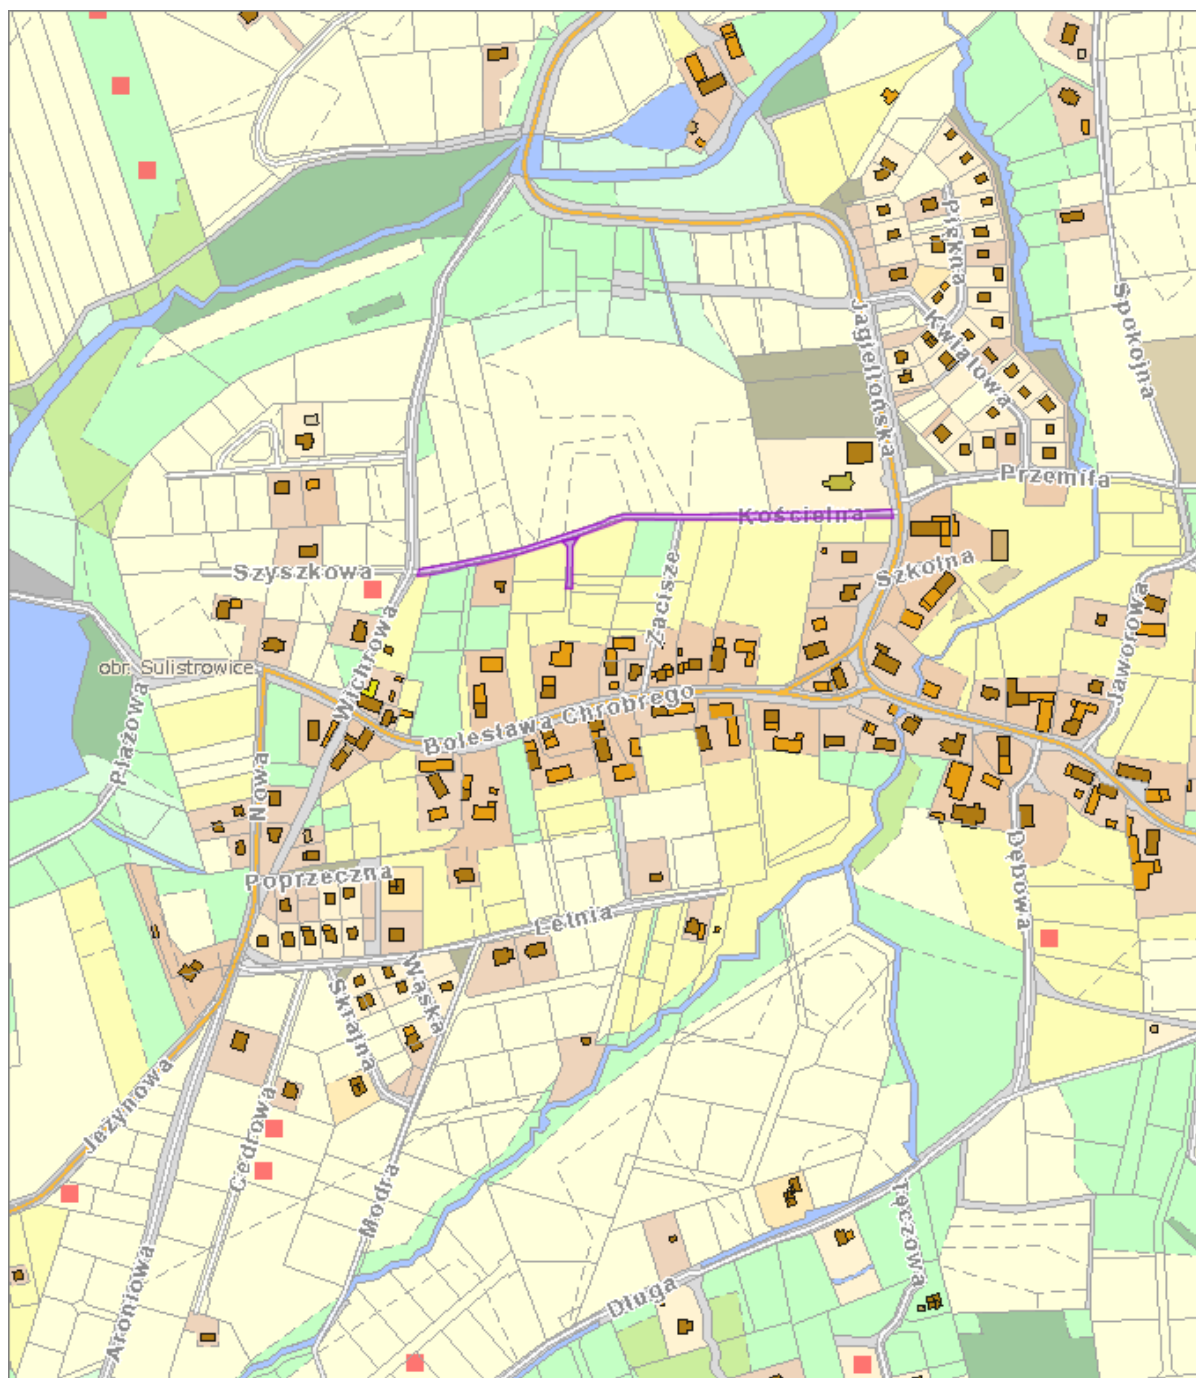 Piękna
Spokojna
Jagiellońska
Kwiatowa
Przemiła
Kościelna
Szkolna
Szyszkowa
Zacisze
Wichrowa
Jaworowa
obr. Sulistrowice
Plażowa
Bolesława Chrobrego
Nowa
Dębowa
Poprzeczna
Letnia
Wąska
Skrajna
Jeżynowa
Cedrowa
Modra
Tęczowa
Aroniowa
Długa